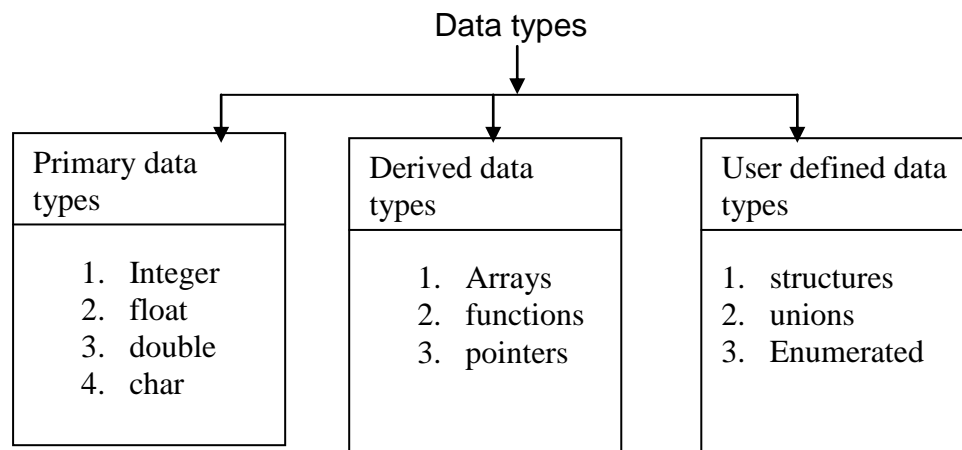 Data types
Primary data
types
1. Integer
2. float
3. double
4. char
Derived data
types
1. Arrays
2. functions
3. pointers
User defined data
types
1. structures
2. unions
3. Enumerated